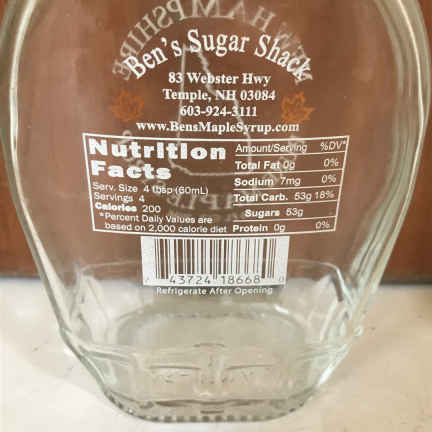 Ben's Sugar Shack
83 Webster Hwy
Temple, NH 03084
603-924-3111
www.BensMapleSyrup.com
Nutrition
Facts
Serv. Size 4 tbsp (60mL)
Servings 4
Calories 200
*Percent Daily Values are
based on 2,000 calorie diet
Amount/Serving %DV*
Total Fat 0g 0%
Sodium 7mg 0%
Total Carb. 53g 18%
Sugars 53g
Protein 0g 0%
43724 18668 0
Refrigerate After Opening
NEW HAMPSHIRE